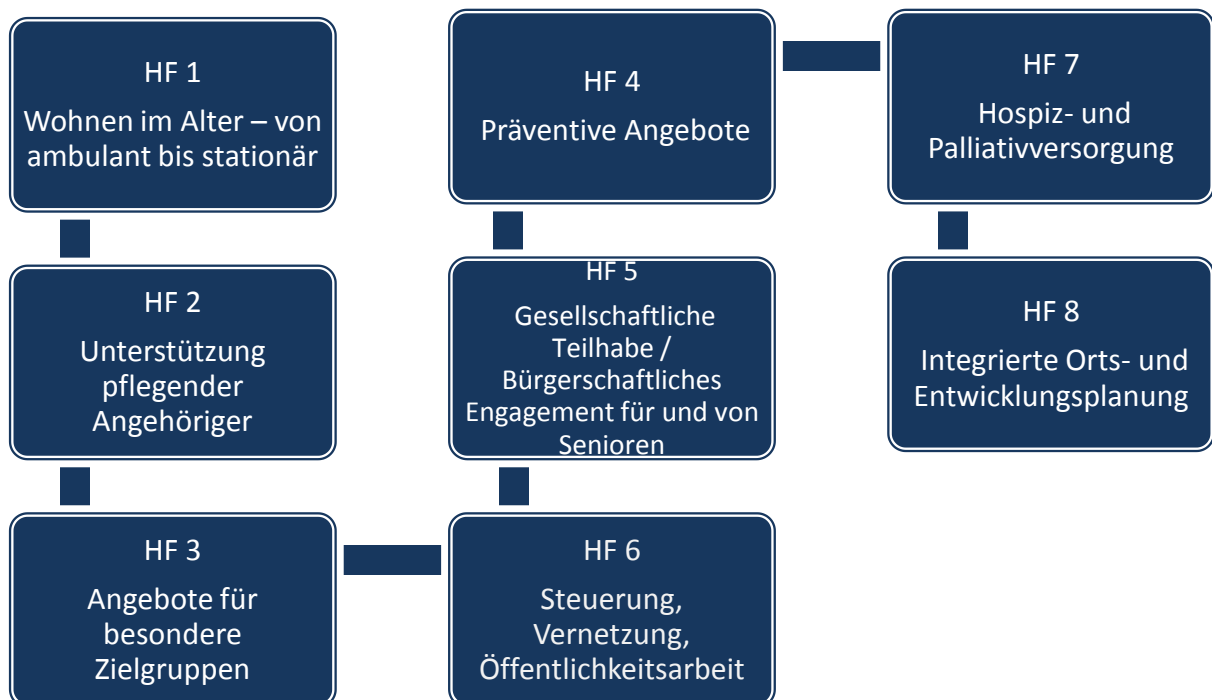 HF 1
Wohnen im Alter – von
ambulant bis stationär
HF 2
Unterstützung
pflegender
Angehöriger
HF 3
Angebote für
besondere
Zielgruppen
HF 4
Präventive Angebote
HF 5
Gesellschaftliche
Teilhabe /
Bürgerschaftliches
Engagement für und von
Senioren
HF 6
Steuerung,
Vernetzung,
Öffentlichkeitsarbeit
HF 7
Hospiz- und
Palliativversorgung
HF 8
Integrierte Orts- und
Entwicklungsplanung